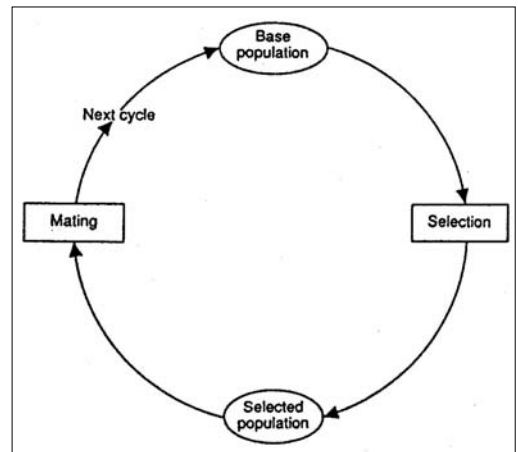 Base
population
Next cycle
Mating
Selection
Selected
population